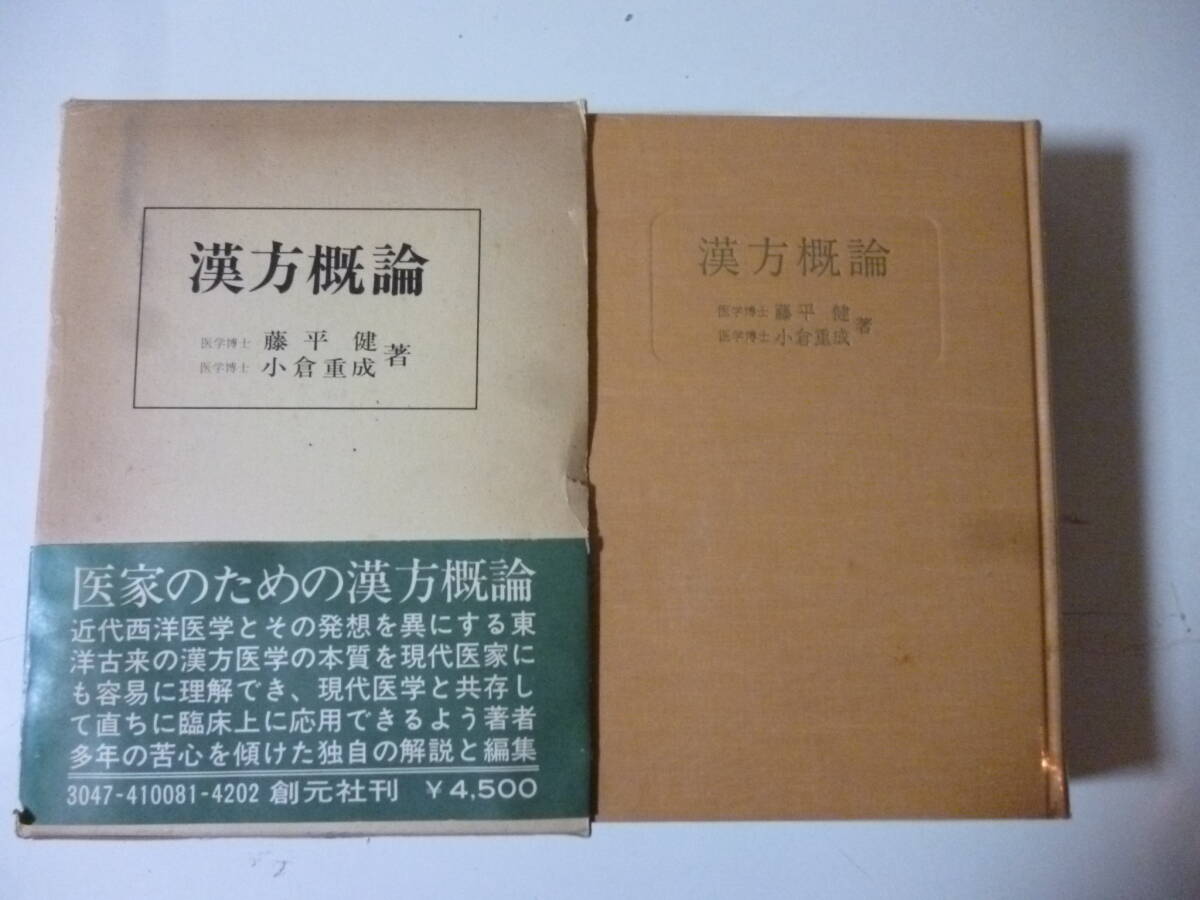 漢方概論
医学博士 藤平健
医学博士 小倉重成
著
医家のための漢方概論
近代西洋医学とその発想を異にする東
洋古来の漢方医学の本質を現代医家に
も容易に理解でき、現代医学と共存し
て直ちに臨床上に応用できるよう著者
多年の苦心を傾けた独自の解説と編集
3047-410081-4202 創元社刊 ¥4,500
漢方概論
医学博士 藤平健
医学博士 小倉重成
著